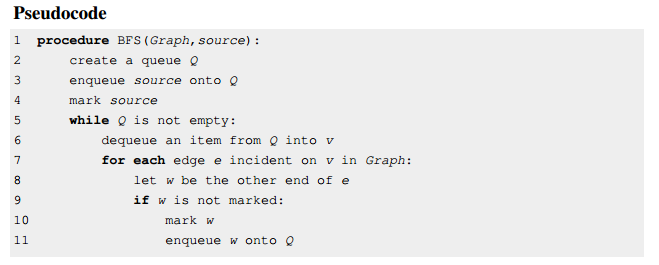 Pseudocode
1 procedure BFS(Graph,source):
2 create a queue Q
3 enqueue source onto Q
4 mark source
5 while Q is not empty:
6 dequeue an item from Q into v
7 for each edge e incident on v in Graph:
8 let w be the other end of e
9 if w is not marked:
10 mark w
11 enqueue w onto Q